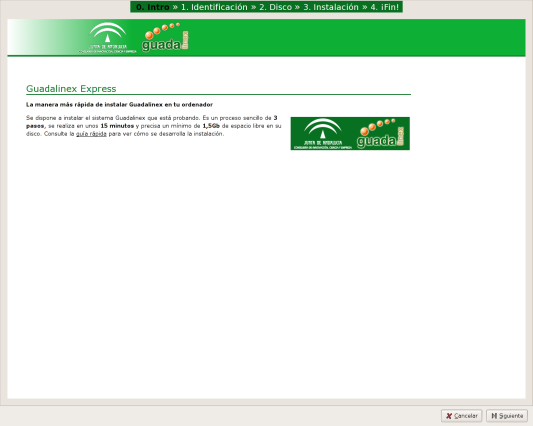 0. Intro » 1. Identificación » 2. Disco » 3. Instalación » 4. ¡Fin!
JUNTA DE ANDALUCIA
CONSEJERÍA DE INNOVACIÓN, CIENCIA Y EMPRESA
guada
linex
Guadalinex Express
La manera más rápida de instalar Guadalinex en tu ordenador
Se dispone a instalar el sistema Guadalinex que está probando. Es un proceso sencillo de 3
pasos, se realiza en unos 15 minutos y precisa un mínimo de 1,5Gb de espacio libre en su
disco. Consulte la guía rápida para ver cómo se desarrolla la instalación.
JUNTA DE ANDALUCIA
CONSEJERÍA DE INNOVACIÓN, CIENCIA Y EMPRESA
guada
linex
Cancelar
Siguiente